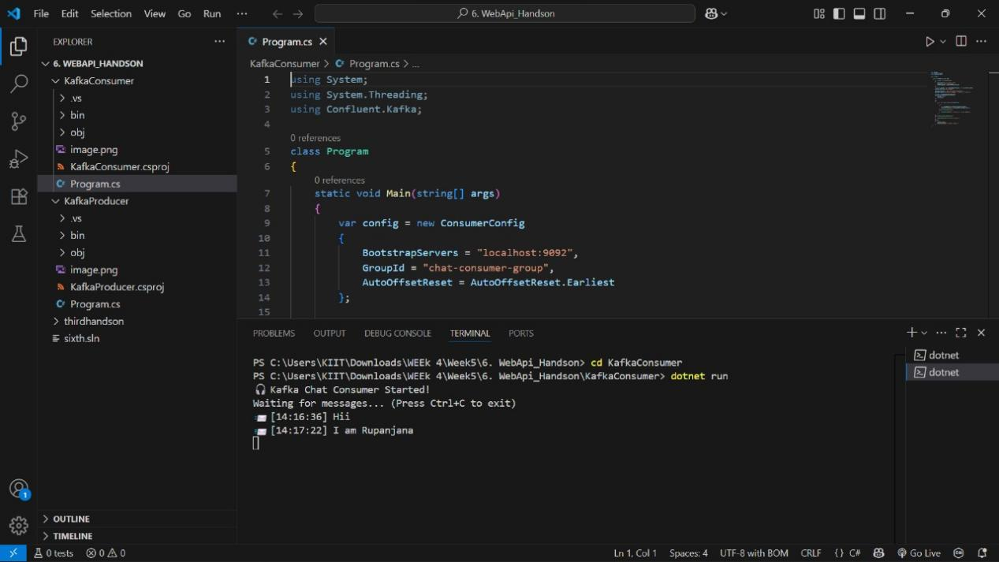 File Edit Selection View Go Run ··· 6. WebApi_Handson
EXPLORER ···
6. WEBAPI_HANDSON
KafkaConsumer
.vs
bin
obj
image.png
KafkaConsumer.csproj
Program.cs
KafkaProducer
.vs
bin
obj
image.png
KafkaProducer.csproj
Program.cs
thirdhandson
sixth.sln
OUTLINE
TIMELINE
1
Program.cs
KafkaConsumer > Program.cs > ...
1 using System;
2 using System.Threading;
3 using Confluent.Kafka;
4
0 references
5 class Program
6 {
0 references
7 static void Main(string[] args)
8 {
9 var config = new ConsumerConfig
10 {
11 BootstrapServers = "localhost:9092",
12 GroupId = "chat-consumer-group",
13 AutoOffsetReset = AutoOffsetReset.Earliest
14 };
15
PROBLEMS OUTPUT DEBUG CONSOLE TERMINAL PORTS
PS C:\Users\KIIT\Downloads\WEEk 4\Week5\6. WebApi_Handson> cd KafkaConsumer
PS C:\Users\KIIT\Downloads\WEEk 4\Week5\6. WebApi_Handson\KafkaConsumer> dotnet run
🎧 Kafka Chat Consumer Started!
Waiting for messages... (Press Ctrl+C to exit)
📨 [14:16:36] Hii
📨 [14:17:22] I am Rupanjana
dotnet
dotnet
0 tests 0 0 Ln 1, Col 1 Spaces: 4 UTF-8 with BOM CRLF {} C# Go Live